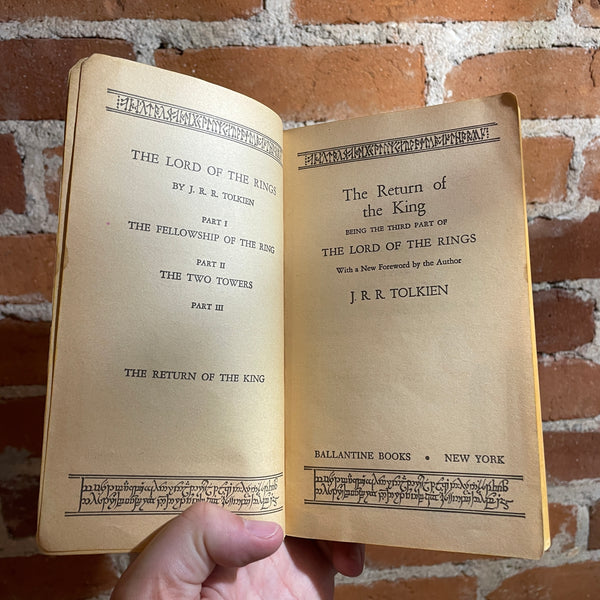 THE LORD OF THE RINGS
BY J. R. R. TOLKIEN
PART I
THE FELLOWSHIP OF THE RING
PART II
THE TWO TOWERS
PART III
THE RETURN OF THE KING
The Return of
the King
BEING THE THIRD PART OF
THE LORD OF THE RINGS
With a New Foreword by the Author
J. R. R. TOLKIEN
BALLANTINE BOOKS • NEW YORK